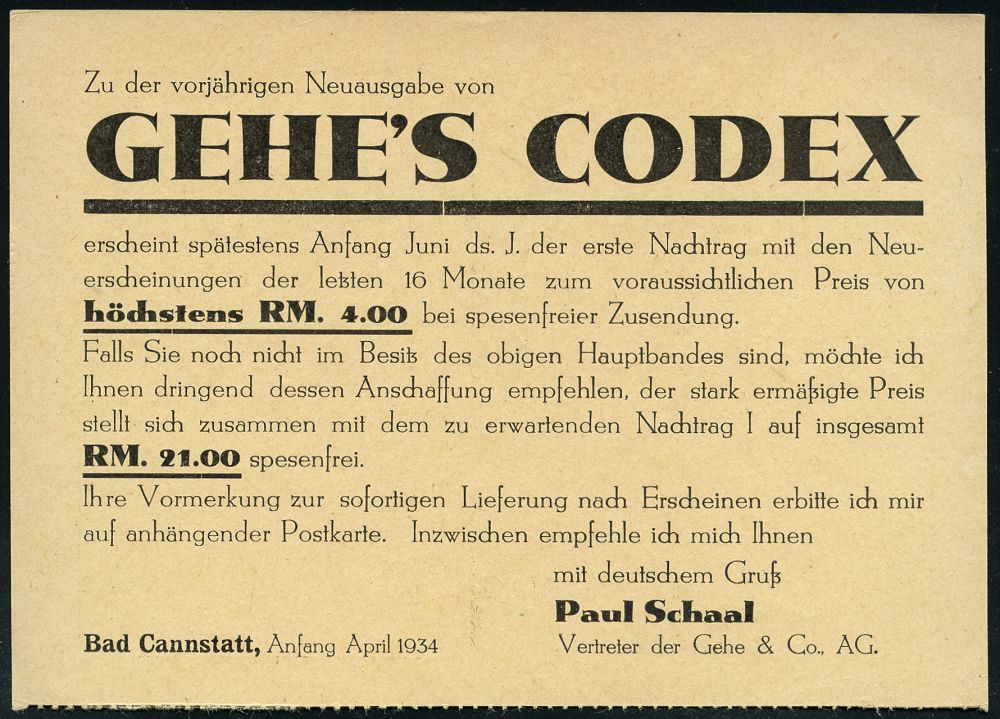 Zu der vorjährigen Neuausgabe von
GEHE'S CODEX
erscheint spätestens Anfang Juni ds. J. der erste Nachtrag mit den Neu-
erscheinungen der letzten 16 Monate zum voraussichtlichen Preis von
höchstens RM. 4.00 bei spesenfreier Zusendung.
Falls Sie noch nicht im Besitz des obigen Hauptbandes sind, möchte ich
Ihnen dringend dessen Anschaffung empfehlen, der stark ermäßigte Preis
stellt sich zusammen mit dem zu erwartenden Nachtrag I auf insgesamt
RM. 21.00 spesenfrei.
Ihre Vormerkung zur sofortigen Lieferung nach Erscheinen erbitte ich mir
auf anhängender Postkarte. Inzwischen empfehle ich mich Ihnen
mit deutschem Gruß
Paul Schaal
Bad Cannstatt, Anfang April 1934
Vertreter der Gehe & Co., AG.